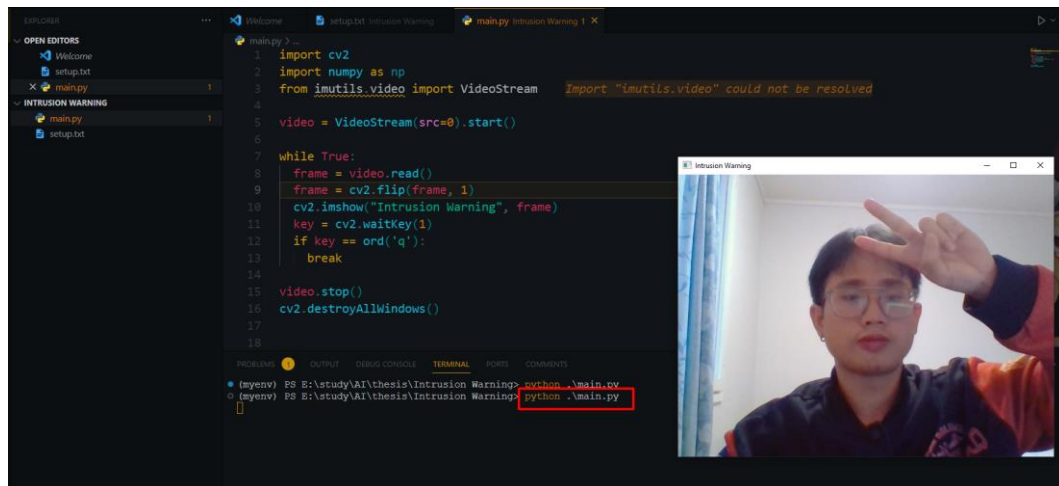 EXPLORER ...
OPEN EDITORS
Welcome
setup.txt
main.py 1
INTRUSION WARNING
main.py 1
setup.txt
Welcome setup.txt Intrusion Warning main.py Intrusion Warning 1
main.py > ...
1 import cv2
2 import numpy as np
3 from imutils.video import VideoStream Import "imutils.video" could not be resolved
4
5 video = VideoStream(src=0).start()
6
7 while True:
8 frame = video.read()
9 frame = cv2.flip(frame, 1)
10 cv2.imshow("Intrusion Warning", frame)
11 key = cv2.waitKey(1)
12 if key == ord('q'):
13 break
14
15 video.stop()
16 cv2.destroyAllWindows()
17
18
PROBLEMS 1 OUTPUT DEBUG CONSOLE TERMINAL PORTS COMMENTS
(myenv) PS E:\study\AI\thesis\Intrusion Warning> python .\main.py
(myenv) PS E:\study\AI\thesis\Intrusion Warning> python .\main.py
Intrusion Warning